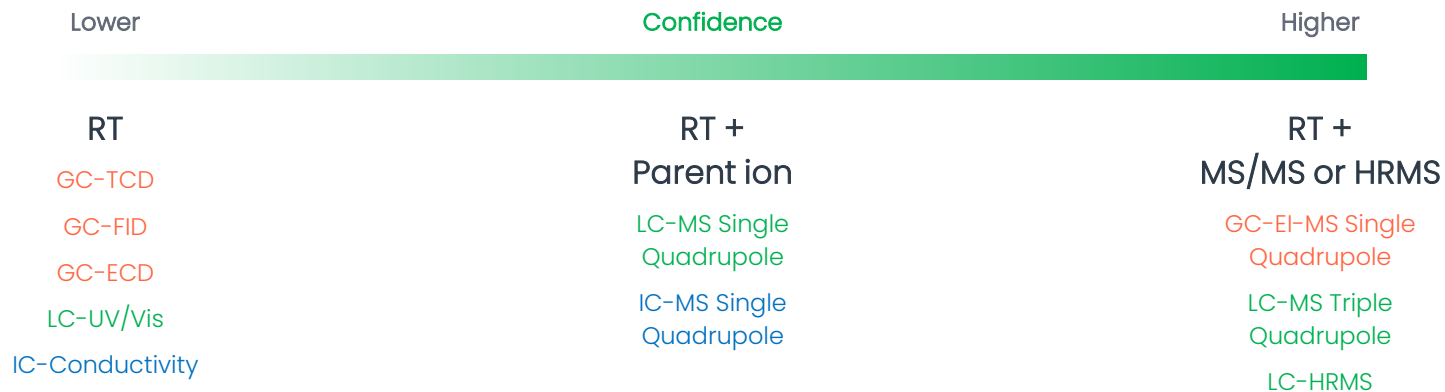 Lower
Confidence
Higher
RT
GC-TCD
GC-FID
GC-ECD
LC-UV/Vis
IC-Conductivity
RT +
Parent ion
LC-MS Single
Quadrupole
IC-MS Single
Quadrupole
RT +
MS/MS or HRMS
GC-EI-MS Single
Quadrupole
LC-MS Triple
Quadrupole
LC-HRMS